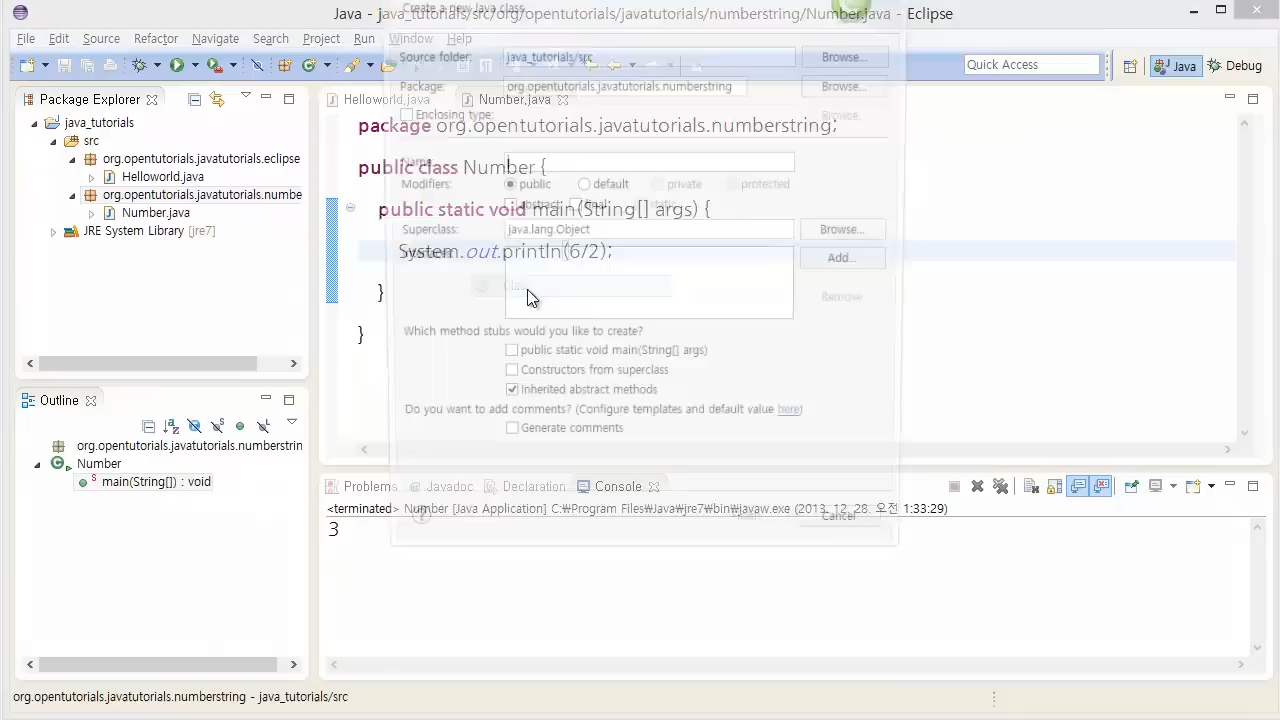 Create a new Java class.
Java - java_tutorials/src/org/opentutorials/javatutorials/numberstring/Number.java - Eclipse
File Edit Source Refactor Navigate Search Project Run Window Help
Source folder: java_tutorials/src Browse...
Quick Access Java Debug
Package: org.opentutorials.javatutorials.numberstring Browse...
Package Explorer
Helloworld.java Number.java
Enclosing type: Browse...
java_tutorials
src
org.opentutorials.javatutorials.eclipse
Helloworld.java
org.opentutorials.javatutorials.numbe
Number.java
JRE System Library [jre7]
package org.opentutorials.javatutorials.numberstring;
public class Number {
public static void main(String[] args) {
System.out.println(6/2);
}
}
Name:
Modifiers: public default private protected
abstract final static
Superclass: java.lang.Object Browse...
Add...
Class
Remove
Which method stubs would you like to create?
public static void main(String[] args)
Constructors from superclass
Inherited abstract methods
Do you want to add comments? (Configure templates and default value here)
Generate comments
Cancel
Outline
org.opentutorials.javatutorials.numberstrin
Number
main(String[]) : void
Problems @ Javadoc Declaration Console
<terminated> Number [Java Application] C:₩Program Files₩Java₩jre7₩bin₩javaw.exe (2013. 12. 28. 오전 1:33:29)
3
org.opentutorials.javatutorials.numberstring - java_tutorials/src